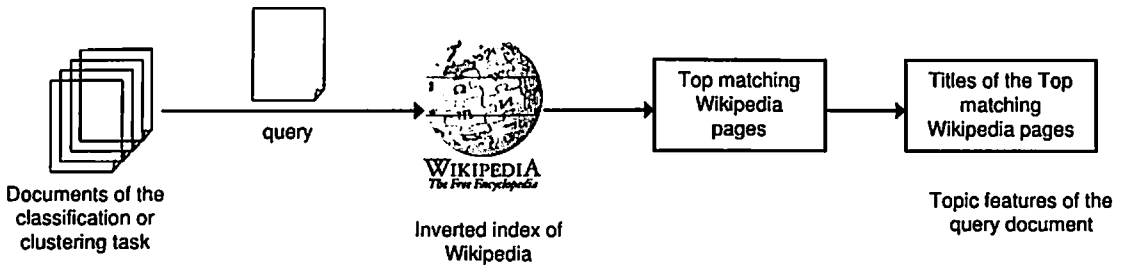 Documents of the
classification or
clustering task
query
Ω
WIKIPEDIA
The Free Encyclopedia
Inverted index of
Wikipedia
Top matching
Wikipedia
pages
Titles of the Top
matching
Wikipedia pages
Topic features of the
query document